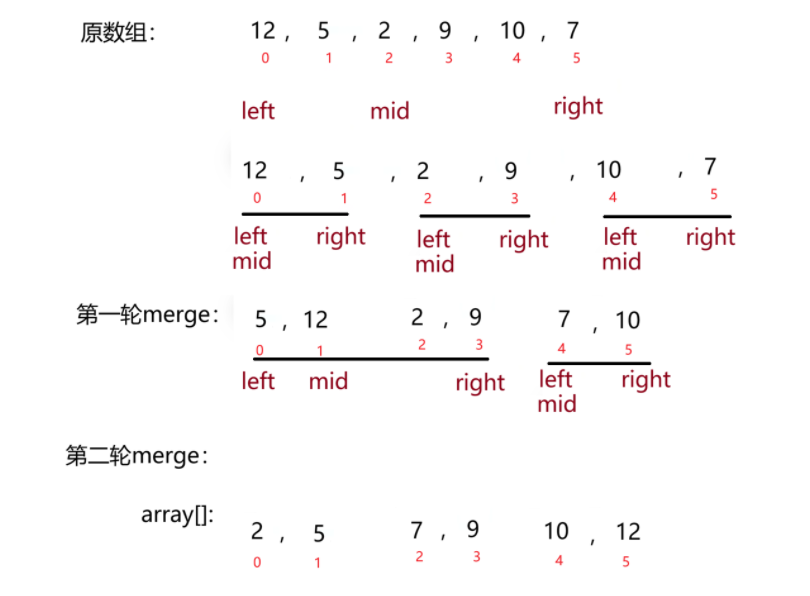 原数组： 12 , 5 , 2 , 9 , 10 , 7
0 1 2 3 4 5
left mid right
12 , 5 , 2 , 9 , 10 , 7
0 1 2 3 4 5
left right left right left right
mid mid mid
第一轮merge： 5 , 12 2 , 9 7 , 10
0 1 2 3 4 5
left mid right left right
mid
第二轮merge：
array[]: 2 , 5 7 , 9 10 , 12
0 1 2 3 4 5